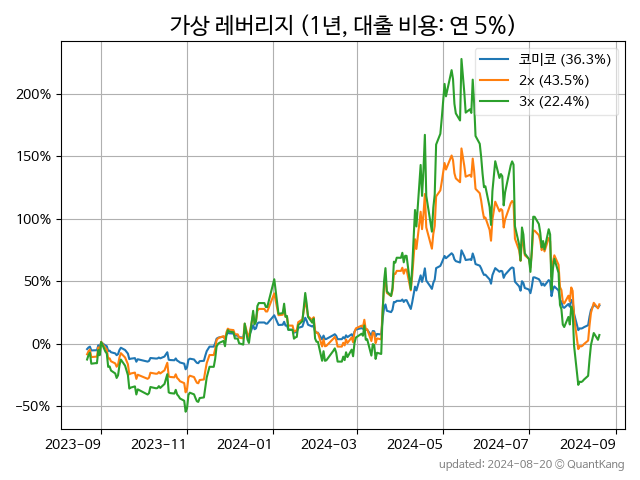 가상 레버리지 (1년, 대출 비용: 연 5%)
코미코 (36.3%)
2x (43.5%)
3x (22.4%)
200%
150%
100%
50%
0%
−50%
2023-09 2023-11 2024-01 2024-03 2024-05 2024-07 2024-09
updated: 2024-08-20 © QuantKang